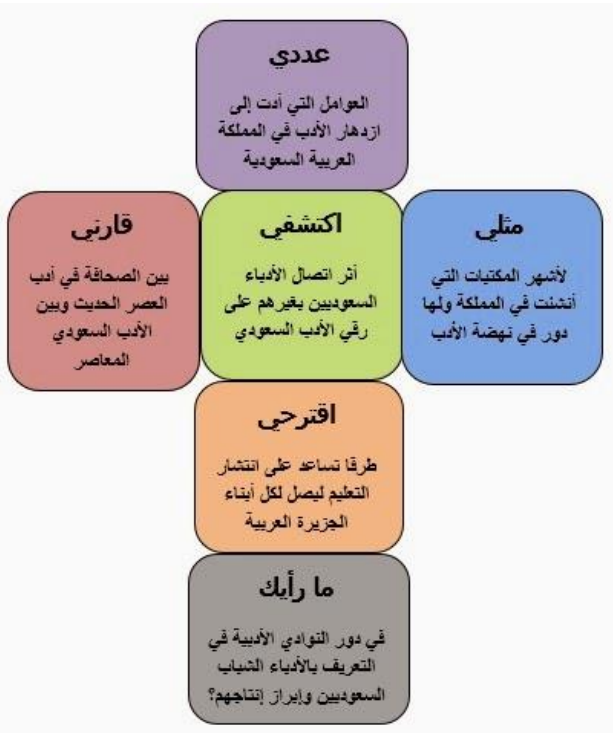 عددي
العوامل التي أدت إلى
ازدهار الأدب في المملكة
العربية السعودية
مثلي
لأشهر المكتبات التي
أنشئت في المملكة ولها
دور في نهضة الأدب
اكتشفي
أثر اتصال الأدباء
السعوديين بغيرهم على
رقي الأدب السعودي
قارني
بين الصحافة في أدب
العصر الحديث وبين
الأدب السعودي
المعاصر
اقترحي
طرقا تساعد على انتشار
التعليم ليصل لكل أبناء
الجزيرة العربية
ما رأيك
في دور النوادي الأدبية في
التعريف بالأدباء الشباب
السعوديين وإبراز إنتاجهم؟